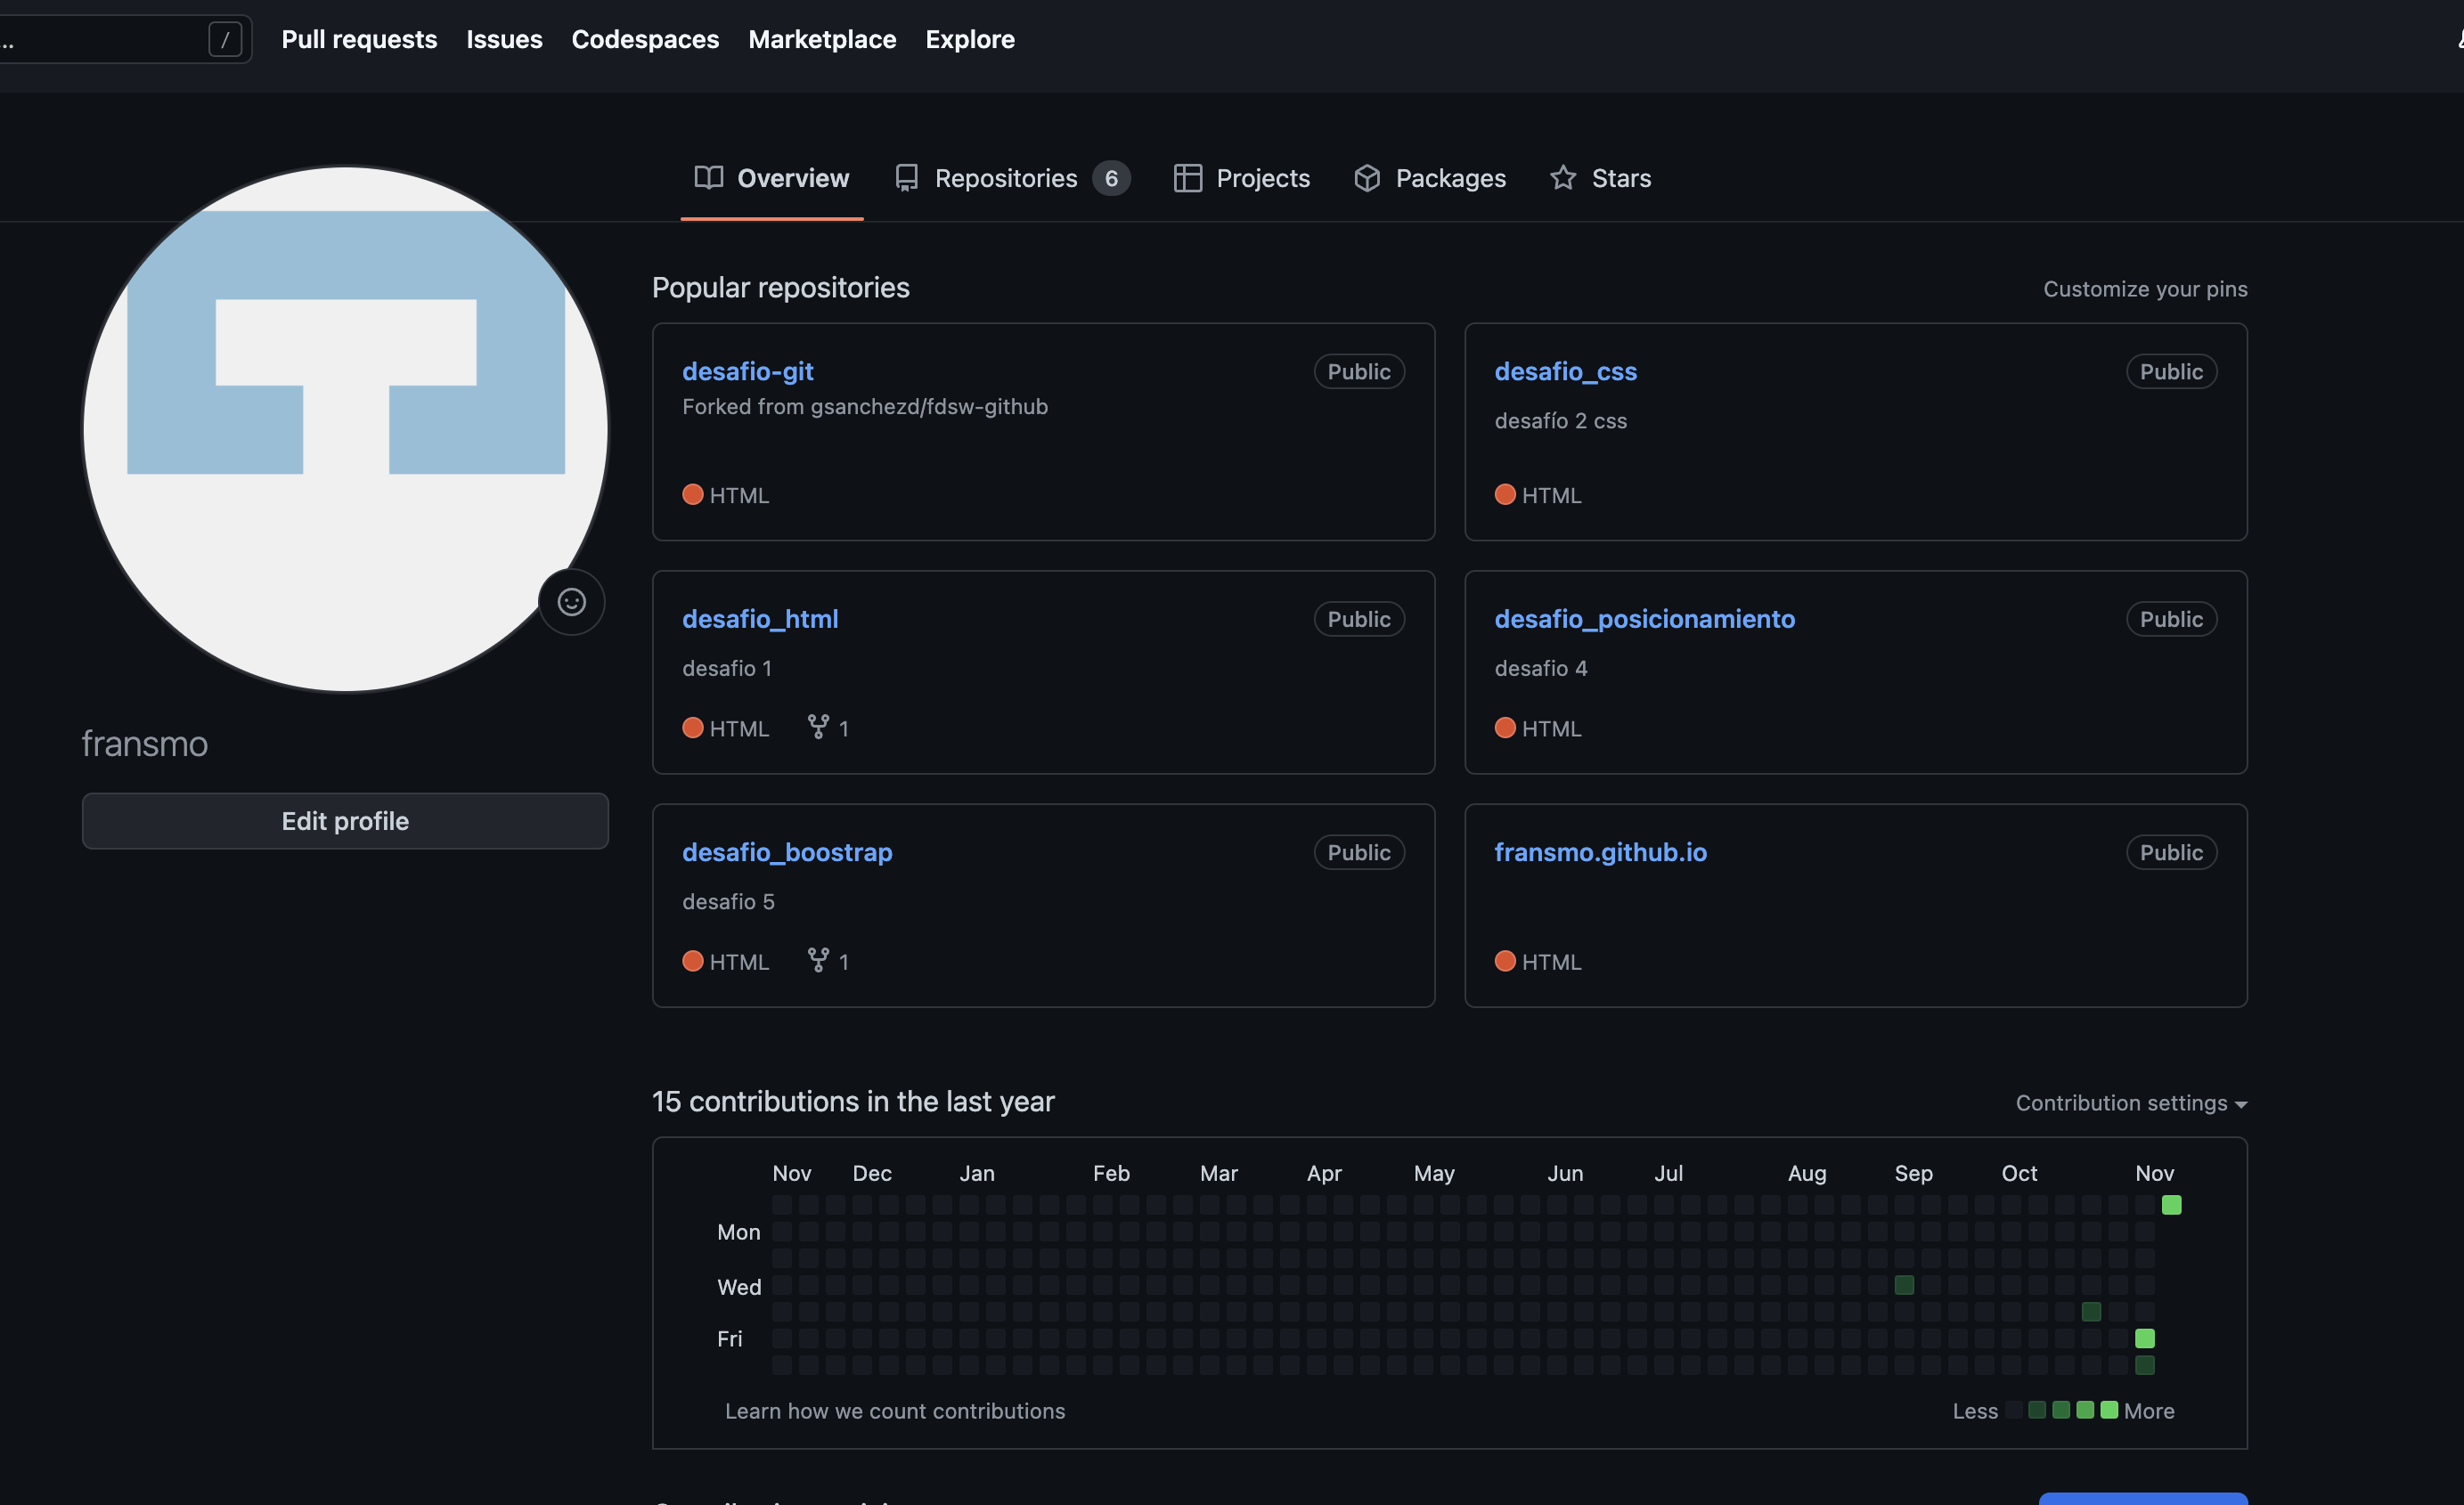 ... /
Pull requests Issues Codespaces Marketplace Explore
Overview Repositories 6 Projects Packages Stars
fransmo
Edit profile
Popular repositories
Customize your pins
desafio-git Public
Forked from gsanchezd/fdsw-github
HTML
desafio_css Public
desafío 2 css
HTML
desafio_html Public
desafio 1
HTML 1
desafio_posicionamiento Public
desafio 4
HTML
desafio_boostrap Public
desafio 5
HTML 1
fransmo.github.io Public
HTML
15 contributions in the last year
Contribution settings
Nov Dec Jan Feb Mar Apr May Jun Jul Aug Sep Oct Nov
Mon
Wed
Fri
Learn how we count contributions
Less More